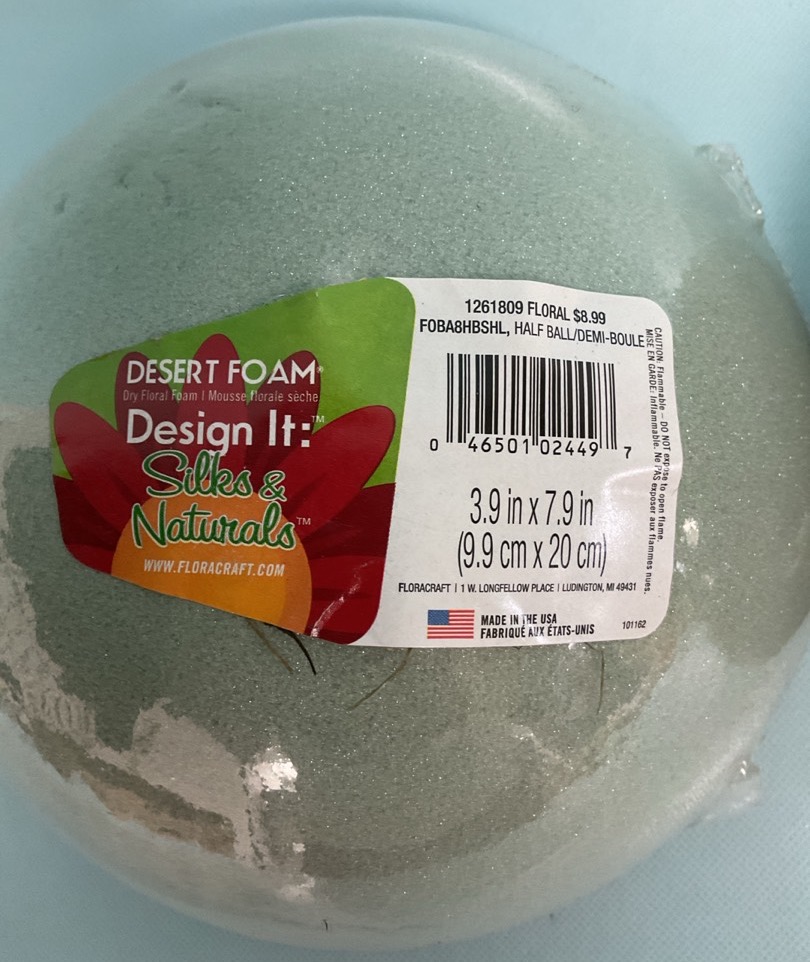 DESERT FOAM®
Dry Floral Foam | Mousse florale sèche
Design It:™
Silks &
Naturals™
WWW.FLORACRAFT.COM
1261809 FLORAL $8.99
FOBA8HBSHL, HALF BALL/DEMI-BOULE
0 46501 02449 7
3.9 in x 7.9 in
(9.9 cm x 20 cm)
FLORACRAFT | 1 W. LONGFELLOW PLACE | LUDINGTON, MI 49431
MADE IN THE USA
FABRIQUÉ AUX ÉTATS-UNIS
101162
CAUTION: Flammable – DO NOT expose to open flame.
MISE EN GARDE: Inflammable. Ne PAS exposer aux flammes nues.